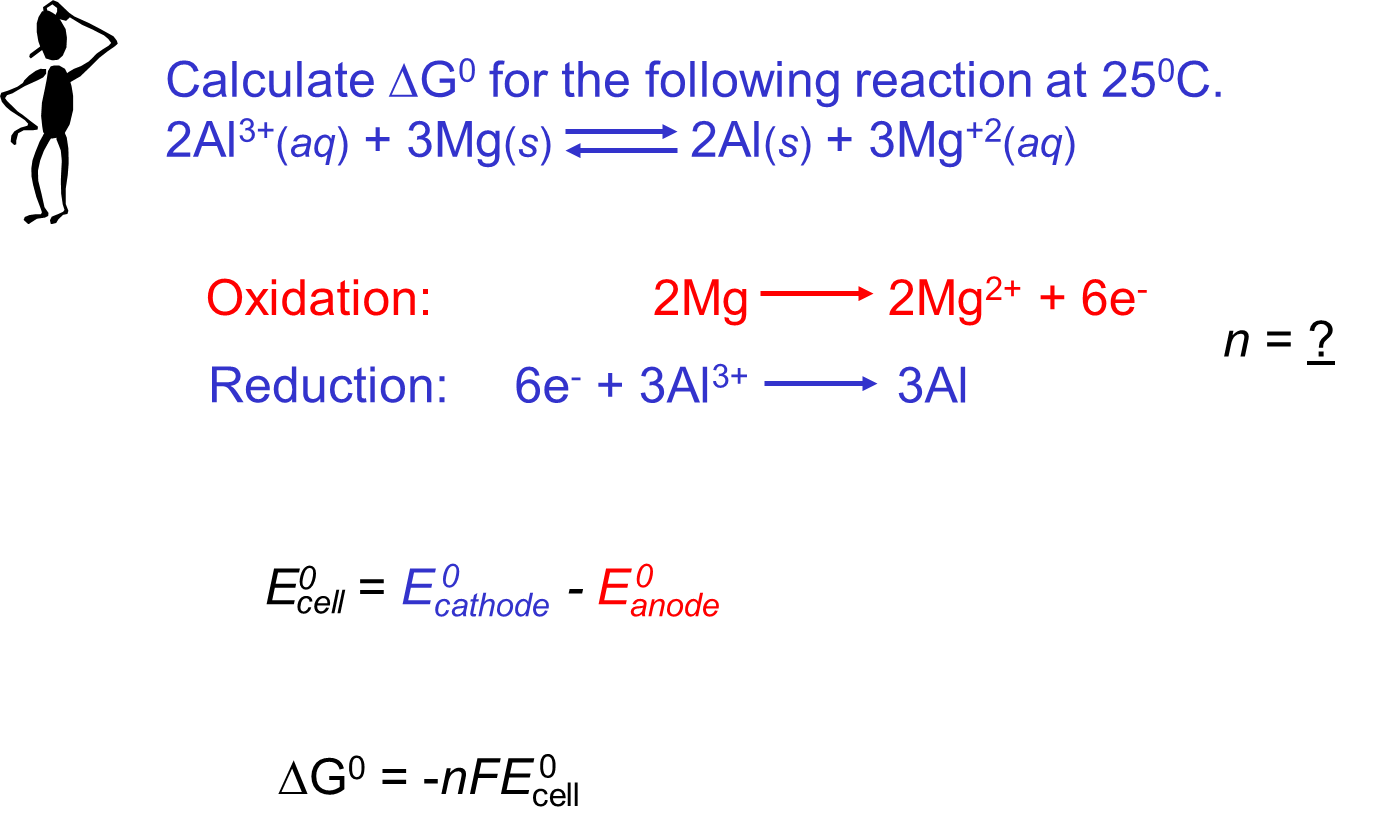 Calculate ΔG⁰ for the following reaction at 25⁰C.
2Al³⁺(aq) + 3Mg(s) ⇌ 2Al(s) + 3Mg⁺²(aq)
Oxidation: 2Mg ⟶ 2Mg²⁺ + 6e⁻
n = ?
Reduction: 6e⁻ + 3Al³⁺ ⟶ 3Al
E⁰cell = E⁰cathode - E⁰anode
ΔG⁰ = -nFE⁰cell